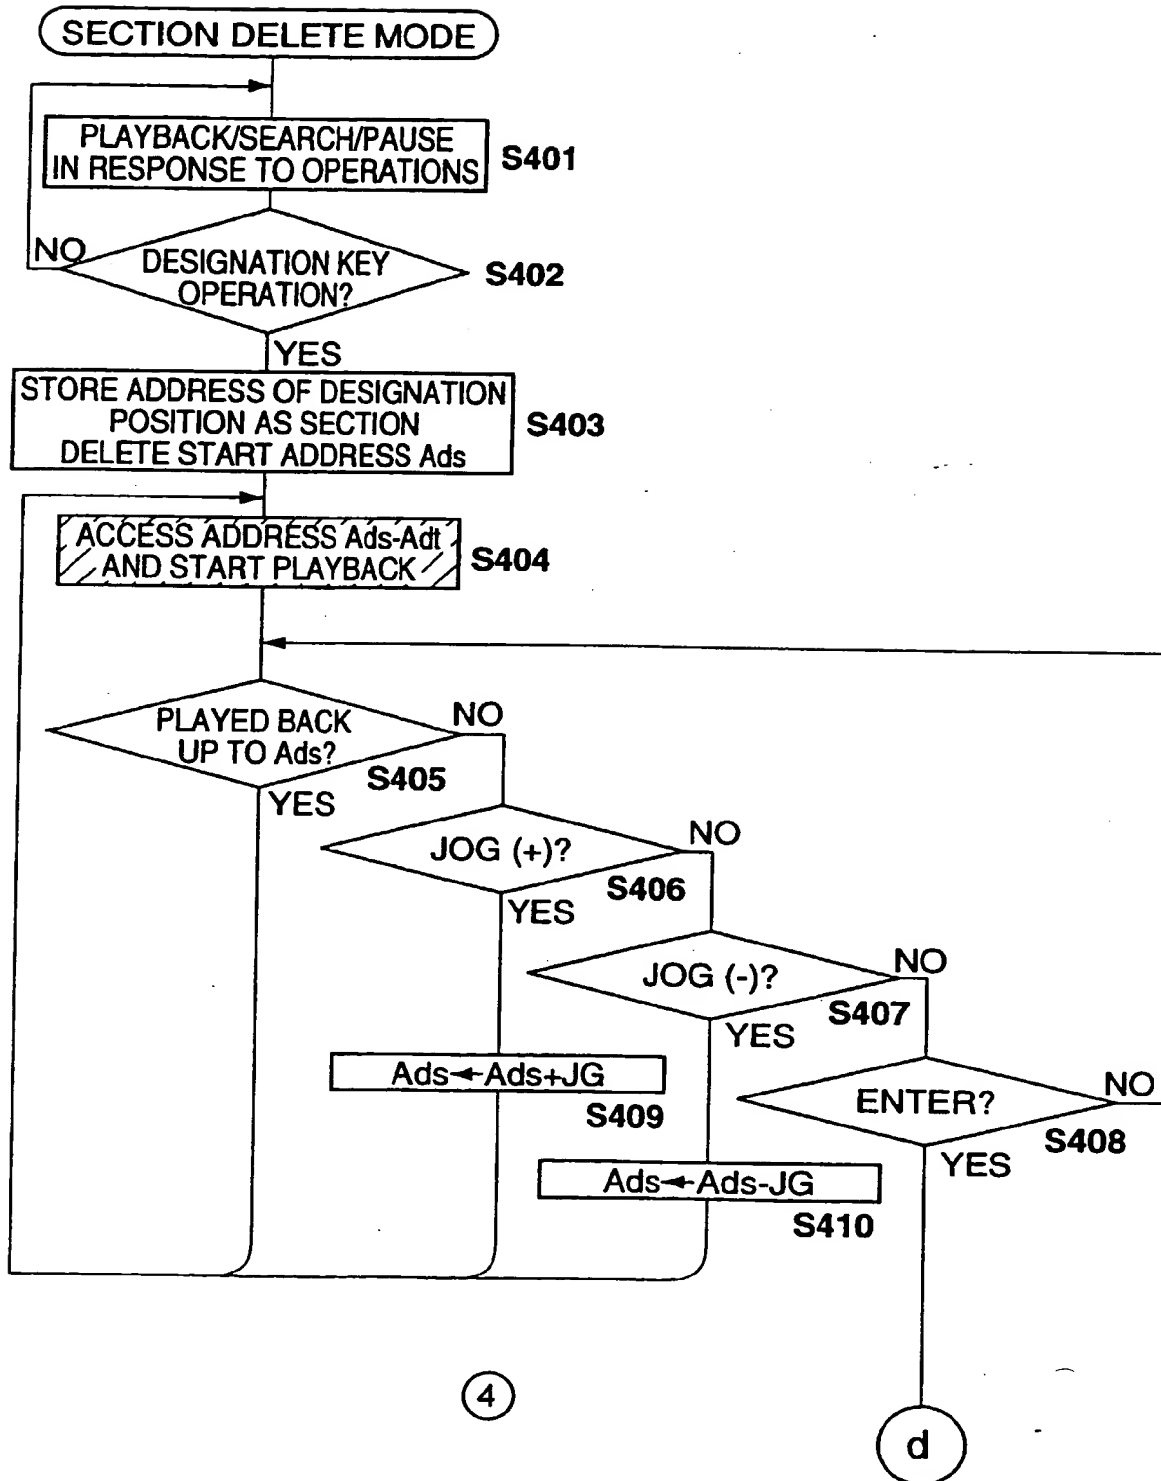 SECTION DELETE MODE
PLAYBACK/SEARCH/PAUSE
IN RESPONSE TO OPERATIONS
S401
NO
DESIGNATION KEY
OPERATION?
S402
YES
STORE ADDRESS OF DESIGNATION
POSITION AS SECTION
DELETE START ADDRESS Ads
S403
ACCESS ADDRESS Ads-Adt
AND START PLAYBACK
S404
PLAYED BACK
UP TO Ads?
NO
S405
YES
JOG (+)?
NO
S406
YES
JOG (-)?
NO
S407
YES
Ads←Ads+JG
S409
ENTER?
NO
S408
YES
Ads←Ads-JG
S410
4
d